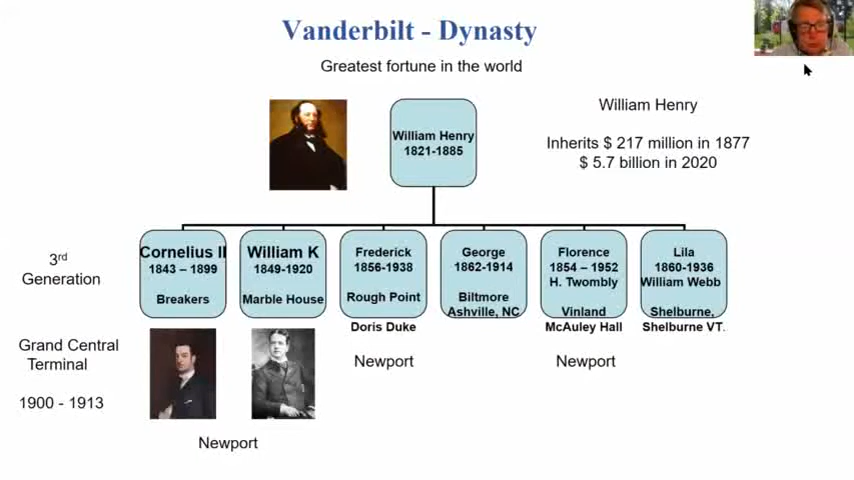 Vanderbilt - Dynasty
Greatest fortune in the world
William Henry
1821-1885
William Henry
Inherits $ 217 million in 1877
$ 5.7 billion in 2020
3rd
Generation
Cornelius II
1843 – 1899
Breakers
William K
1849-1920
Marble House
Frederick
1856-1938
Rough Point
Doris Duke
George
1862-1914
Biltmore
Ashville, NC
Florence
1854 – 1952
H. Twombly
Vinland
McAuley Hall
Lila
1860-1936
William Webb
Shelburne,
Shelburne VT.
Grand Central
Terminal
1900 - 1913
Newport
Newport
Newport